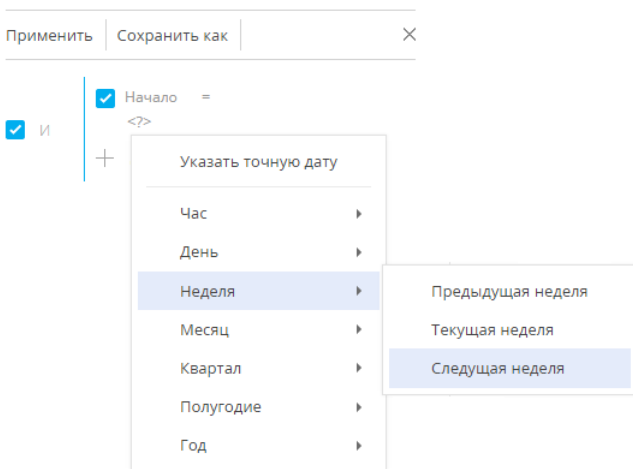 Применить Сохранить как
Начало =
И
<?>
Указать точную дату
Час
День
Неделя
Месяц
Квартал
Полугодие
Год
Предыдущая неделя
Текущая неделя
Следущая неделя